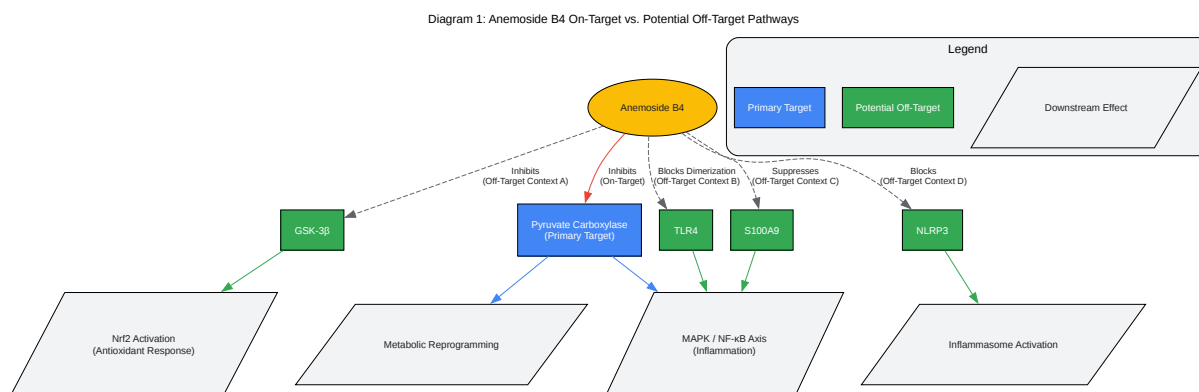 Diagram 1: Anemoside B4 On-Target vs. Potential Off-Target Pathways
Legend
Primary Target
Potential Off-Target
Downstream Effect
Anemoside B4
Inhibits
(Off-Target Context A)
Inhibits
(On-Target)
Blocks Dimerization
(Off-Target Context B)
Suppresses
(Off-Target Context C)
Blocks
(Off-Target Context D)
GSK-3β
Pyruvate Carboxylase
(Primary Target)
TLR4
S100A9
NLRP3
Nrf2 Activation
(Antioxidant Response)
Metabolic Reprogramming
MAPK / NF-κB Axis
(Inflammation)
Inflammasome Activation